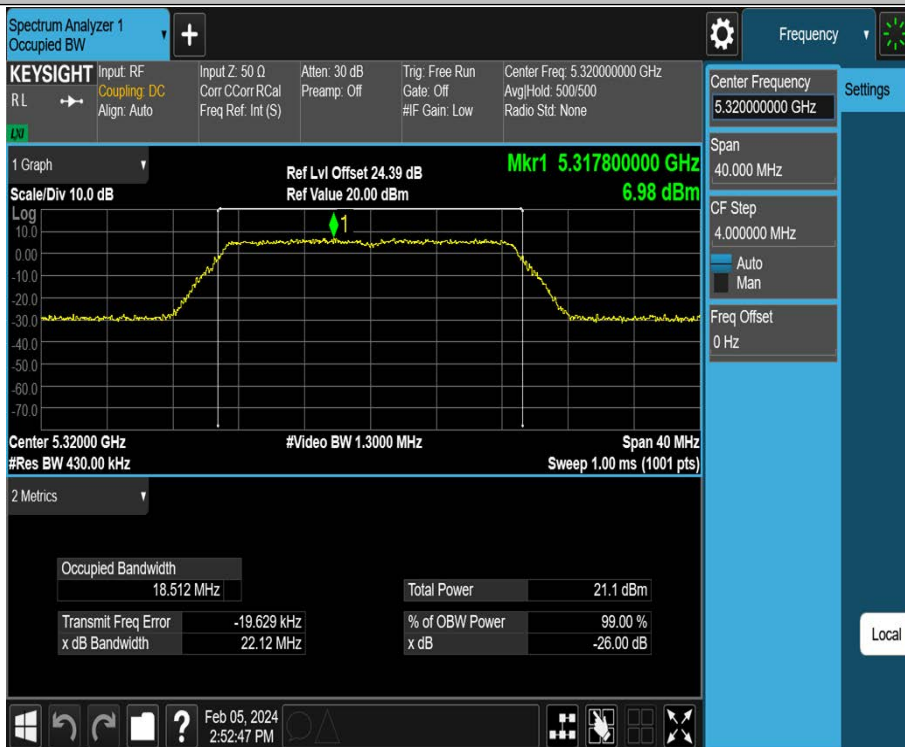 Spectrum Analyzer 1
Occupied BW
+
Frequency
KEYSIGHT
R L
LXI
Input: RF
Coupling: DC
Align: Auto
Input Z: 50 Ω
Corr CCorr RCal
Freq Ref: Int (S)
Atten: 30 dB
Preamp: Off
Trig: Free Run
Gate: Off
#IF Gain: Low
Center Freq: 5.320000000 GHz
Avg|Hold: 500/500
Radio Std: None
Center Frequency
5.320000000 GHz
Settings
Span
40.000 MHz
CF Step
4.000000 MHz
Auto
Man
Freq Offset
0 Hz
Local
1 Graph
Scale/Div 10.0 dB
Ref Lvl Offset 24.39 dB
Ref Value 20.00 dBm
Mkr1 5.317800000 GHz
6.98 dBm
Log
1
10.0
0.00
-10.0
-20.0
-30.0
-40.0
-50.0
-60.0
-70.0
Center 5.32000 GHz
#Video BW 1.3000 MHz
Span 40 MHz
#Res BW 430.00 kHz
Sweep 1.00 ms (1001 pts)
2 Metrics
Occupied Bandwidth
18.512 MHz
Total Power 21.1 dBm
Transmit Freq Error -19.629 kHz
% of OBW Power 99.00 %
x dB Bandwidth 22.12 MHz
x dB -26.00 dB
?
Feb 05, 2024
2:52:47 PM